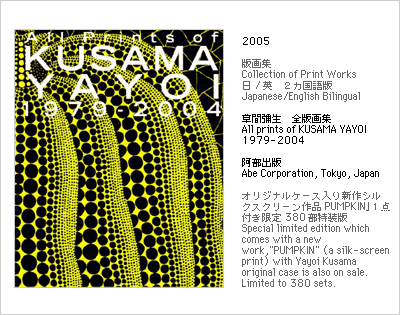 All Prints of
KUSAMA
YAYOI
1979-2004
2005
版画集
Collection of Print Works
日/英 2カ国語版
Japanese/English Bilingual
草間彌生 全版画集
All prints of KUSAMA YAYOI
1979-2004
阿部出版
Abe Corporation, Tokyo, Japan
オリジナルケース入り新作シル
クスクリーン作品 PUMPKIN」1点
付き限定 380 部特装版
Special limited edition which
comes with a new
work,"PUMPKIN" (a silk-screen
print) with Yayoi Kusama
original case is also on sale.
Limited to 380 sets.